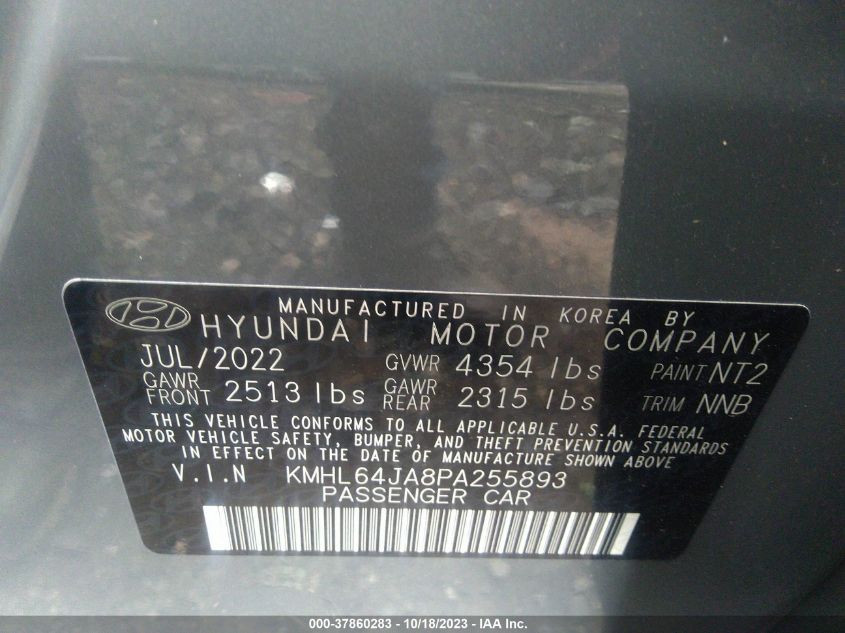 MANUFACTURED IN KOREA BY
HYUNDAI MOTOR COMPANY
JUL/2022 GVWR 4354 lbs PAINT NT2
GAWR FRONT 2513 lbs GAWR REAR 2315 lbs TRIM NNB
THIS VEHICLE CONFORMS TO ALL APPLICABLE U.S.A. FEDERAL
MOTOR VEHICLE SAFETY, BUMPER, AND THEFT PREVENTION STANDARDS
IN EFFECT ON THE DATE OF MANUFACTURE SHOWN ABOVE
V.I.N KMHL64JA8PA255893
PASSENGER CAR
000-37860283 - 10/18/2023 - IAA Inc.